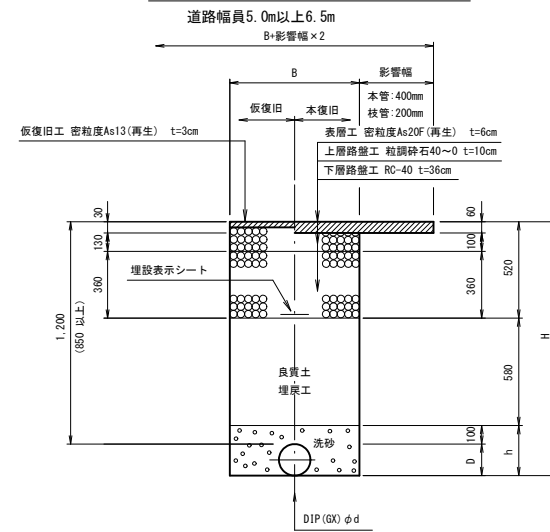 道路幅員5.0m以上6.5m
B+影響幅×2
B
影響幅
本管:400mm
枝管:200mm
仮復旧
本復旧
仮復旧工 密粒度As13(再生) t=3cm
表層工 密粒度As20F(再生) t=6cm
上層路盤工 粒調砕石40~0 t=10cm
下層路盤工 RC-40 t=36cm
30
130
360
1,200
(850 以上)
60
100
360
520
580
H
埋設表示シート
良質土
埋戻工
洗砂
100
D
h
DIP(GX) φd